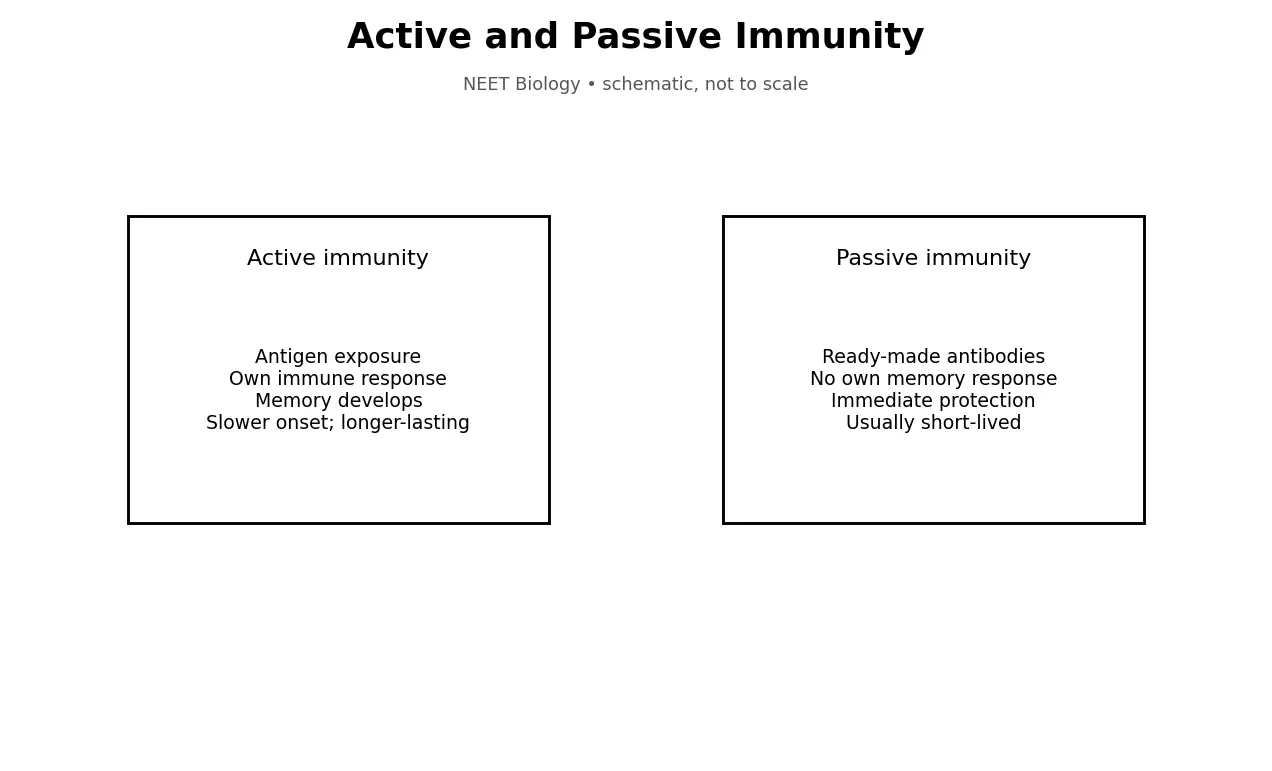 Active and Passive Immunity
NEET Biology • schematic, not to scale
Active immunity
Antigen exposure
Own immune response
Memory develops
Slower onset; longer-lasting
Passive immunity
Ready-made antibodies
No own memory response
Immediate protection
Usually short-lived